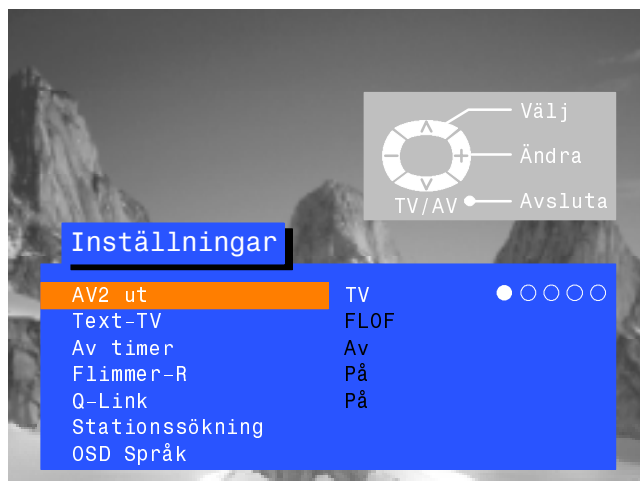 Välj
Ändra
TV/AV Avsluta
Inställningar
AV2 ut TV
Text-TV FLOF
Av timer Av
Flimmer-R På
Q-Link På
Stationssökning
OSD Språk